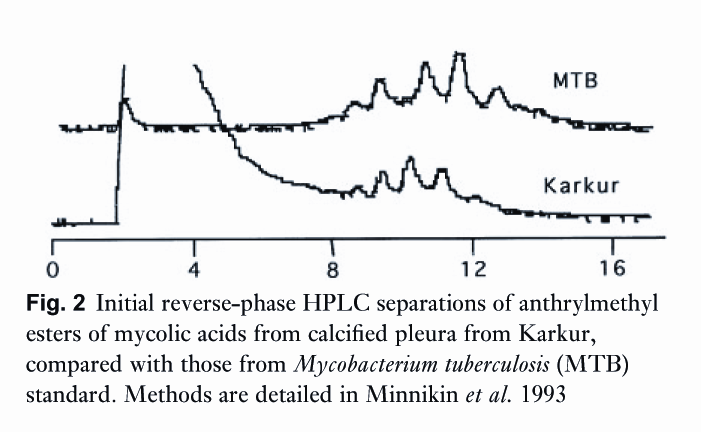 MTB
Karkur
0 4 8 12 16
Fig. 2 Initial reverse-phase HPLC separations of anthrylmethyl
esters of mycolic acids from calcified pleura from Karkur,
compared with those from Mycobacterium tuberculosis (MTB)
standard. Methods are detailed in Minnikin et al. 1993